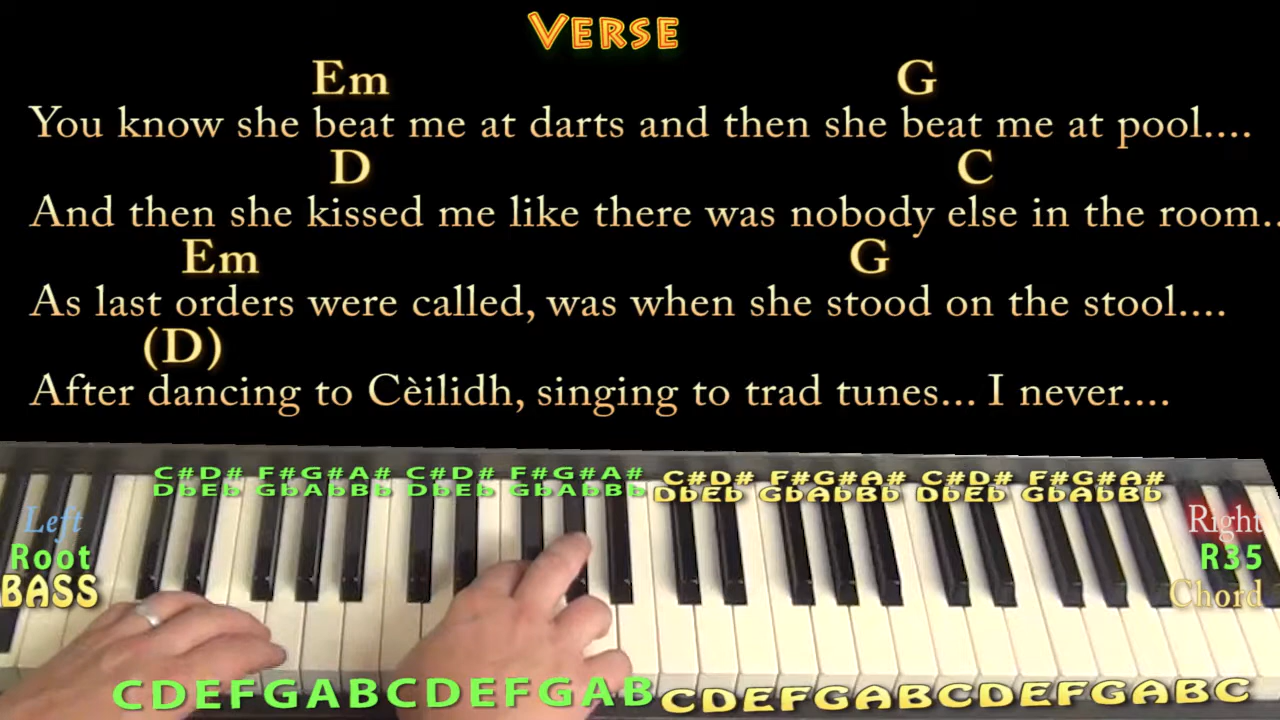 VERSE
Em G
You know she beat me at darts and then she beat me at pool....
D C
And then she kissed me like there was nobody else in the room..
Em G
As last orders were called, was when she stood on the stool....
(D)
After dancing to Cèilidh, singing to trad tunes... I never....
C#D# F#G#A# C#D# F#G#A# C#D# F#G#A# C#D# F#G#A#
DbEb GbAbBb DbEb GbAbBb DbEb GbAbBb DbEb GbAbBb
Left
Root
BASS
Right
R35
Chord
CDEFGABCDEFGAB CDEFGABCDEFGABC